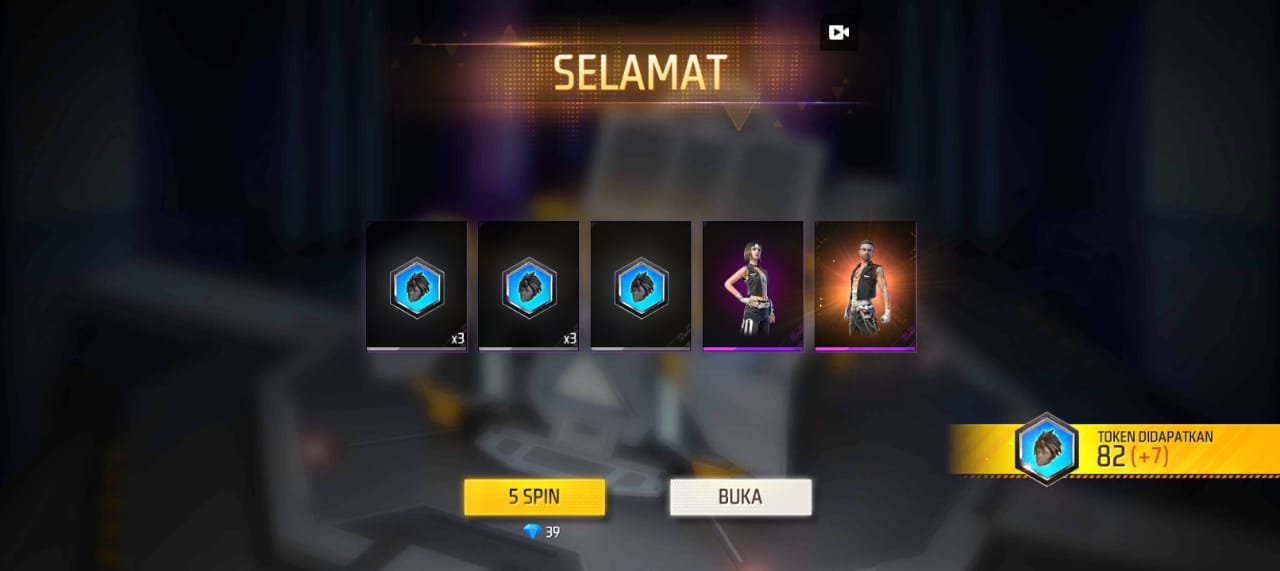 SELAMAT
x3
x3
TOKEN DIDAPATKAN
82 (+7)
5 SPIN
BUKA
39